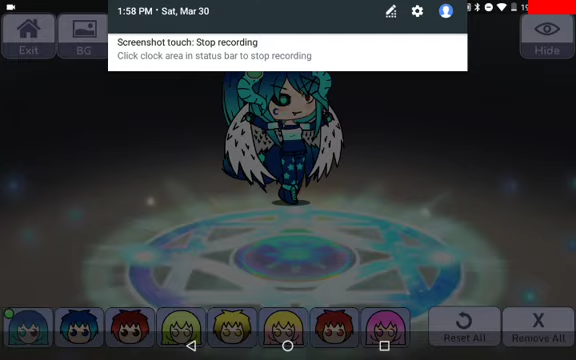 1:58 PM • Sat, Mar 30
Screenshot touch: Stop recording
Click clock area in status bar to stop recording
Exit
BG
Hide
Reset All
Remove All